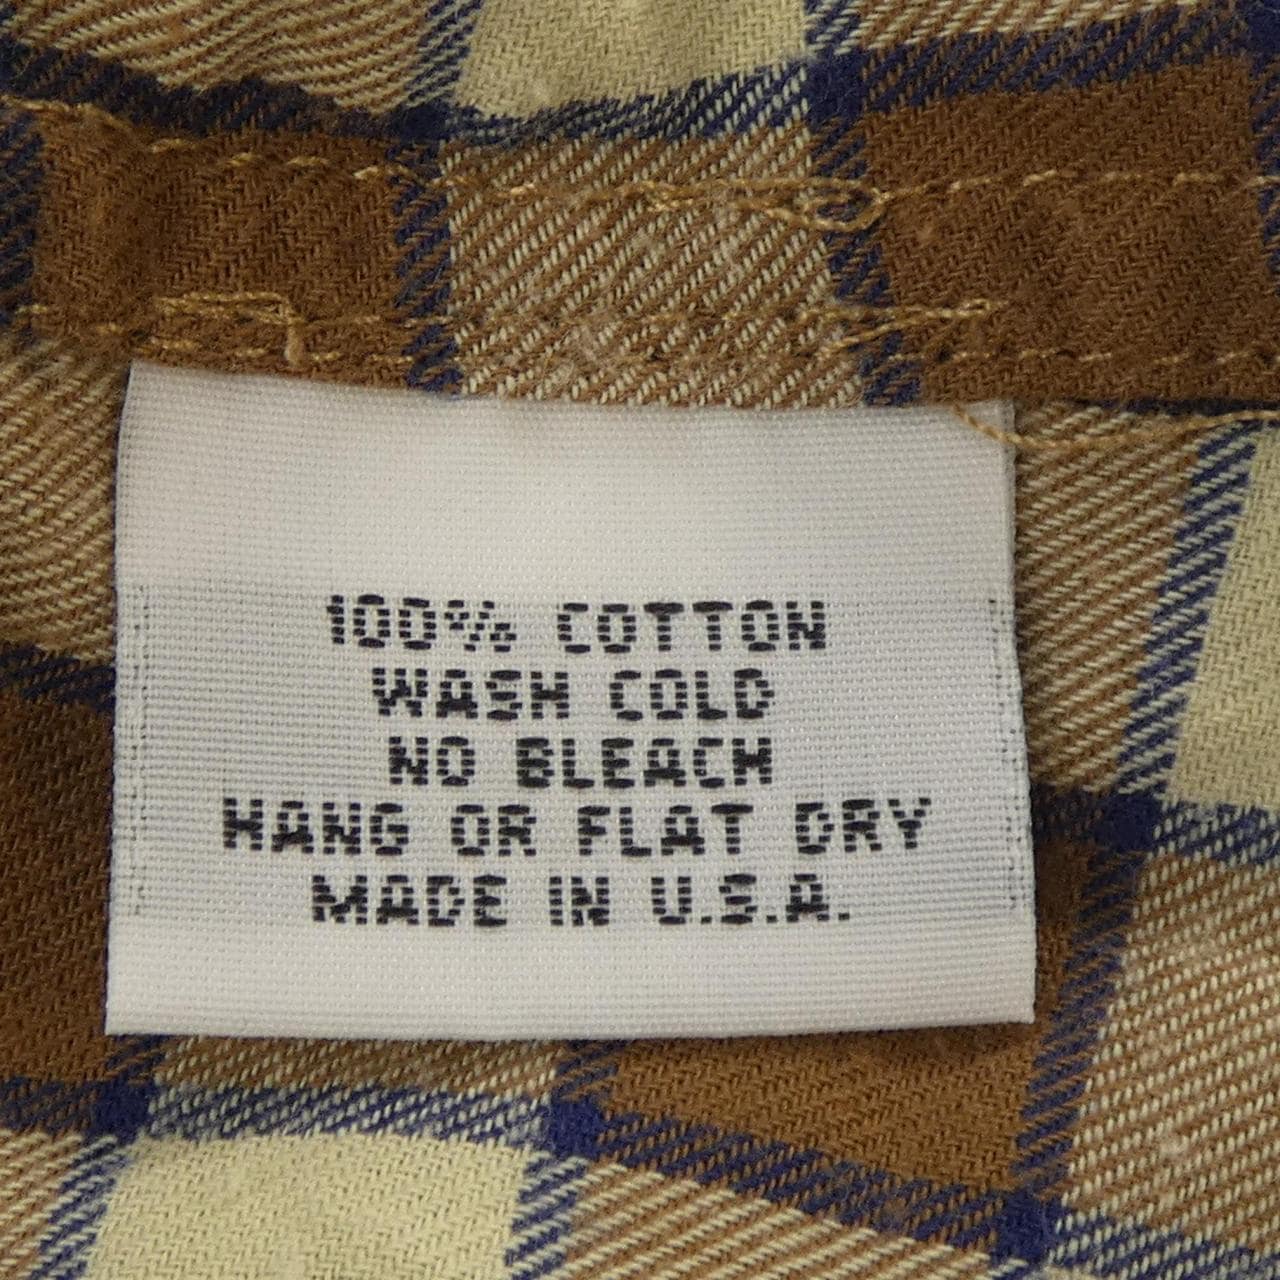 100% COTTON
WASH COLD
NO BLEACH
HANG OR FLAT DRY
MADE IN U.S.A.